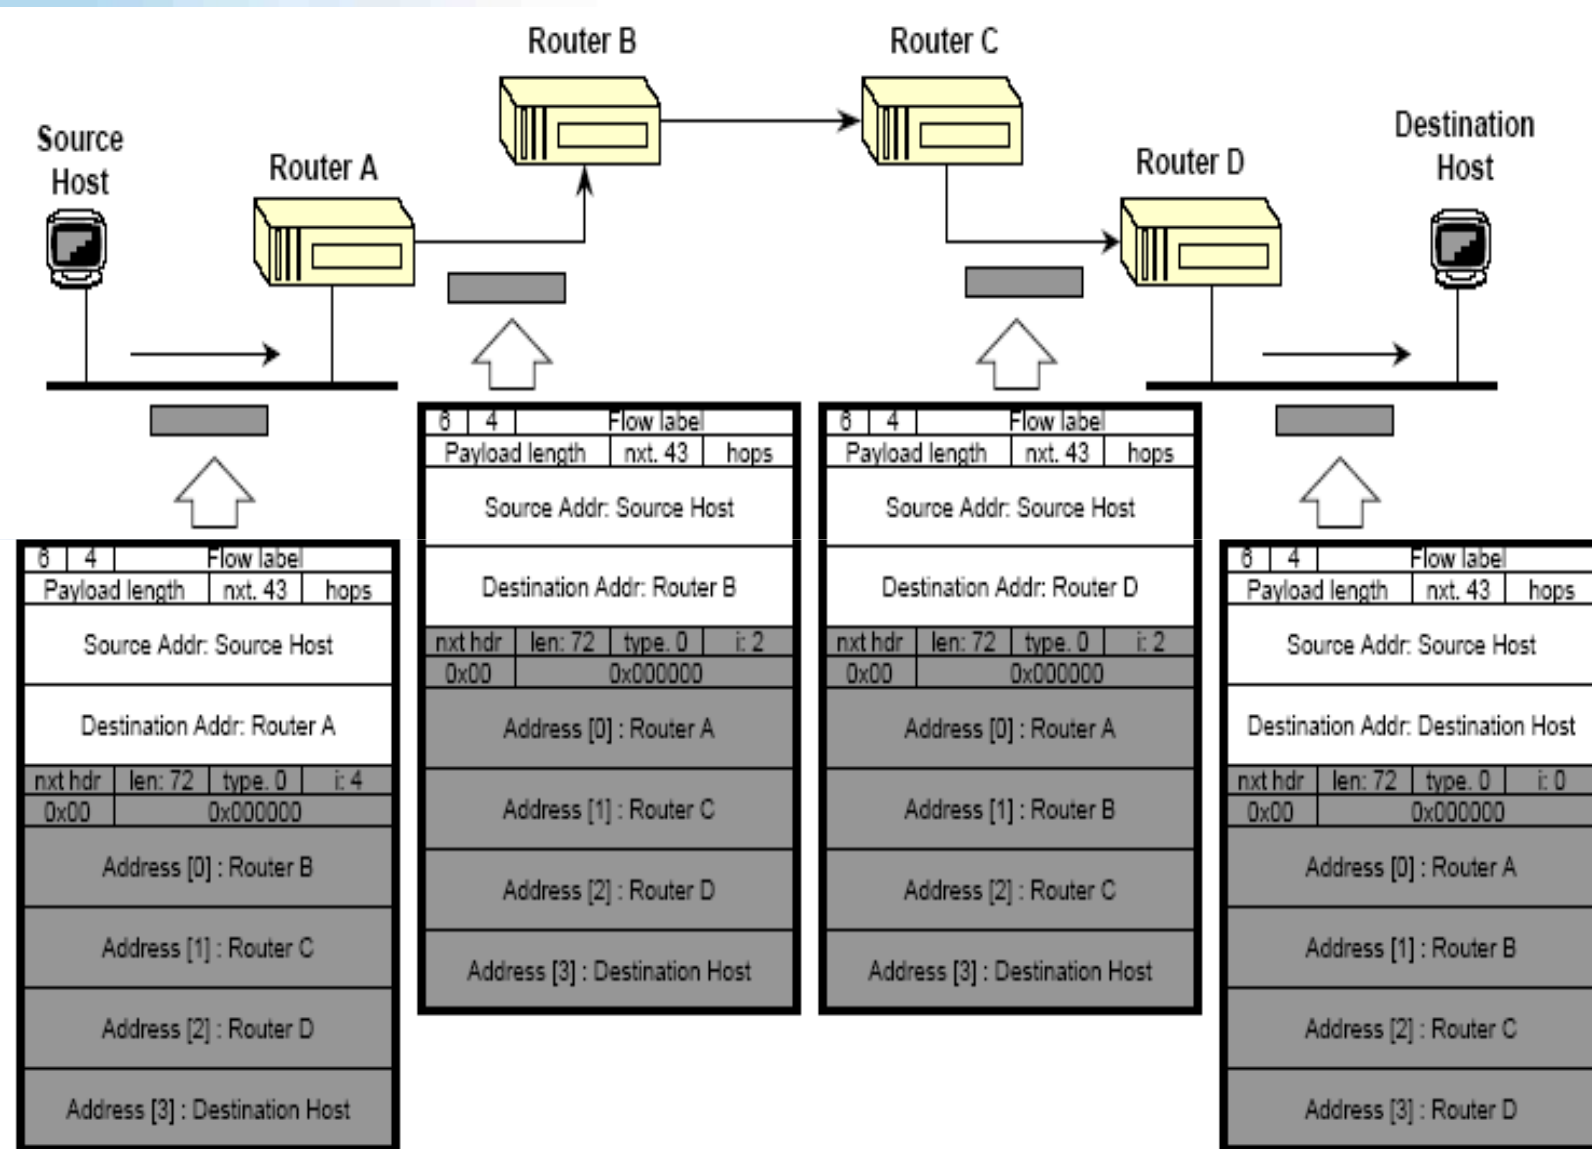 Router B
Router C
Source
Host
Router A
Router D
Destination
Host
6 4 Flow label
Payload length nxt. 43 hops
Source Addr: Source Host
Destination Addr: Router A
nxt hdr len: 72 type. 0 i: 4
0x00 0x000000
Address [0] : Router B
Address [1] : Router C
Address [2] : Router D
Address [3] : Destination Host
6 4 Flow label
Payload length nxt. 43 hops
Source Addr: Source Host
Destination Addr: Router B
nxt hdr len: 72 type. 0 i: 2
0x00 0x000000
Address [0] : Router A
Address [1] : Router C
Address [2] : Router D
Address [3] : Destination Host
6 4 Flow label
Payload length nxt. 43 hops
Source Addr: Source Host
Destination Addr: Router D
nxt hdr len: 72 type. 0 i: 2
0x00 0x000000
Address [0] : Router A
Address [1] : Router B
Address [2] : Router C
Address [3] : Destination Host
6 4 Flow label
Payload length nxt. 43 hops
Source Addr: Source Host
Destination Addr: Destination Host
nxt hdr len: 72 type. 0 i: 0
0x00 0x000000
Address [0] : Router A
Address [1] : Router B
Address [2] : Router C
Address [3] : Router D